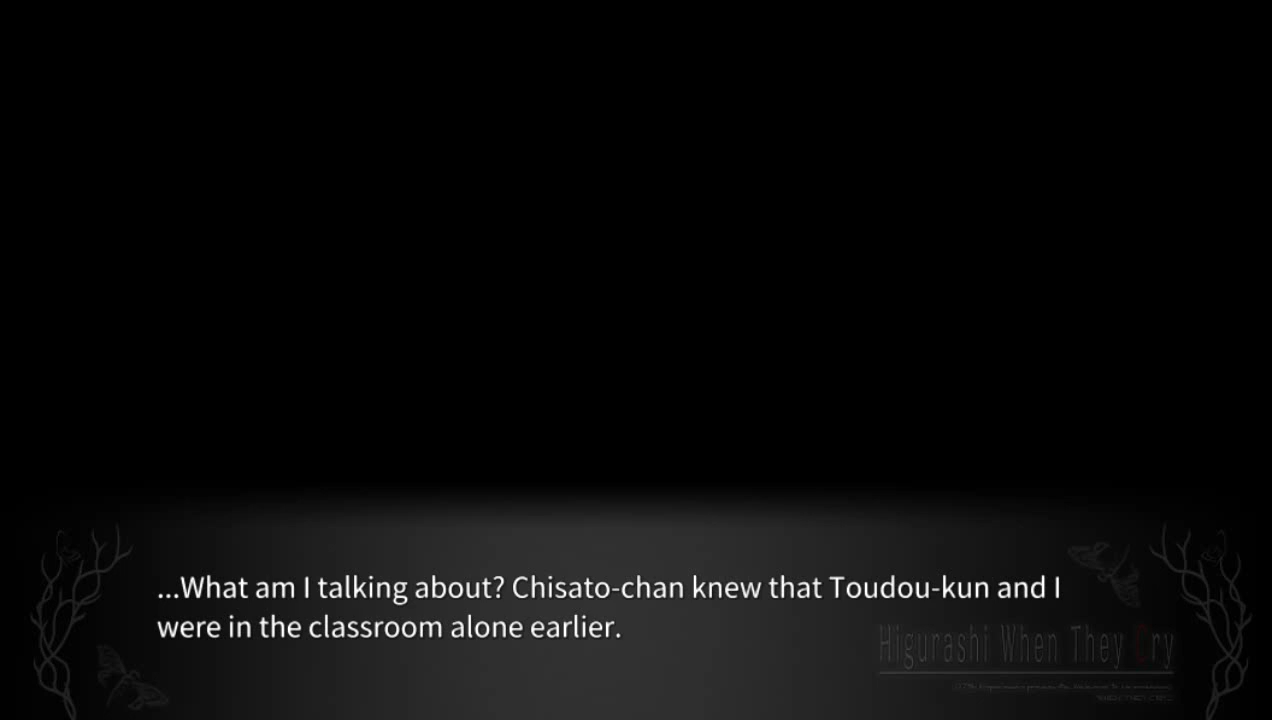 ...What am I talking about? Chisato-chan knew that Toudou-kun and I
were in the classroom alone earlier.
Higurashi When They Cry